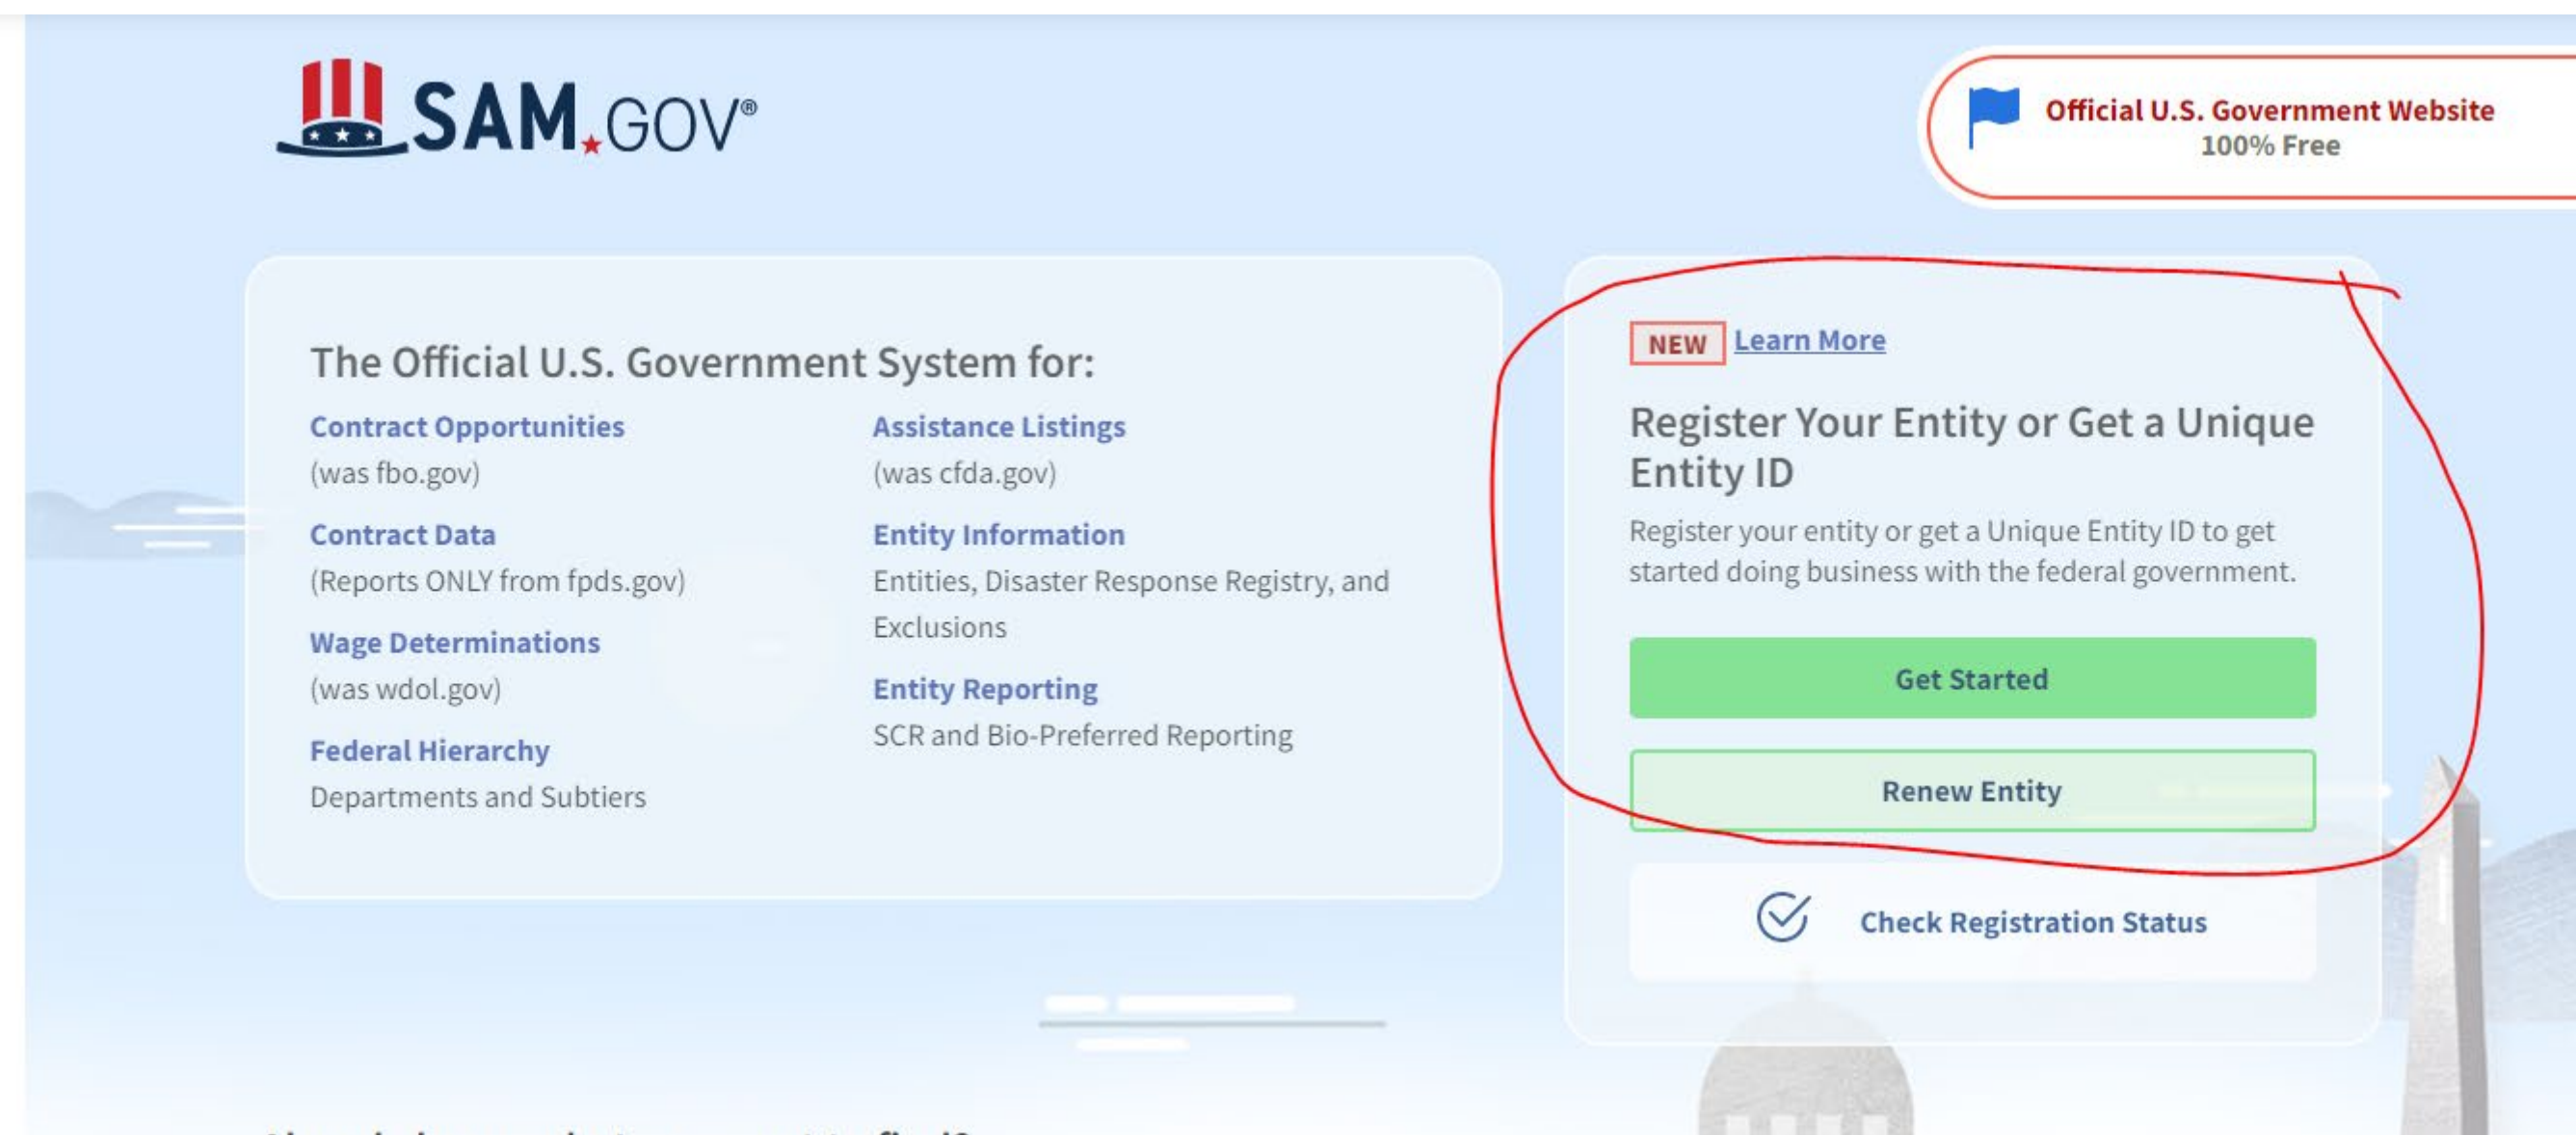 SAM.GOV®
Official U.S. Government Website
100% Free
The Official U.S. Government System for:
Contract Opportunities
(was fbo.gov)
Contract Data
(Reports ONLY from fpds.gov)
Wage Determinations
(was wdol.gov)
Federal Hierarchy
Departments and Subtiers
Assistance Listings
(was cfda.gov)
Entity Information
Entities, Disaster Response Registry, and
Exclusions
Entity Reporting
SCR and Bio-Preferred Reporting
NEW Learn More
Register Your Entity or Get a Unique
Entity ID
Register your entity or get a Unique Entity ID to get
started doing business with the federal government.
Get Started
Renew Entity
Check Registration Status